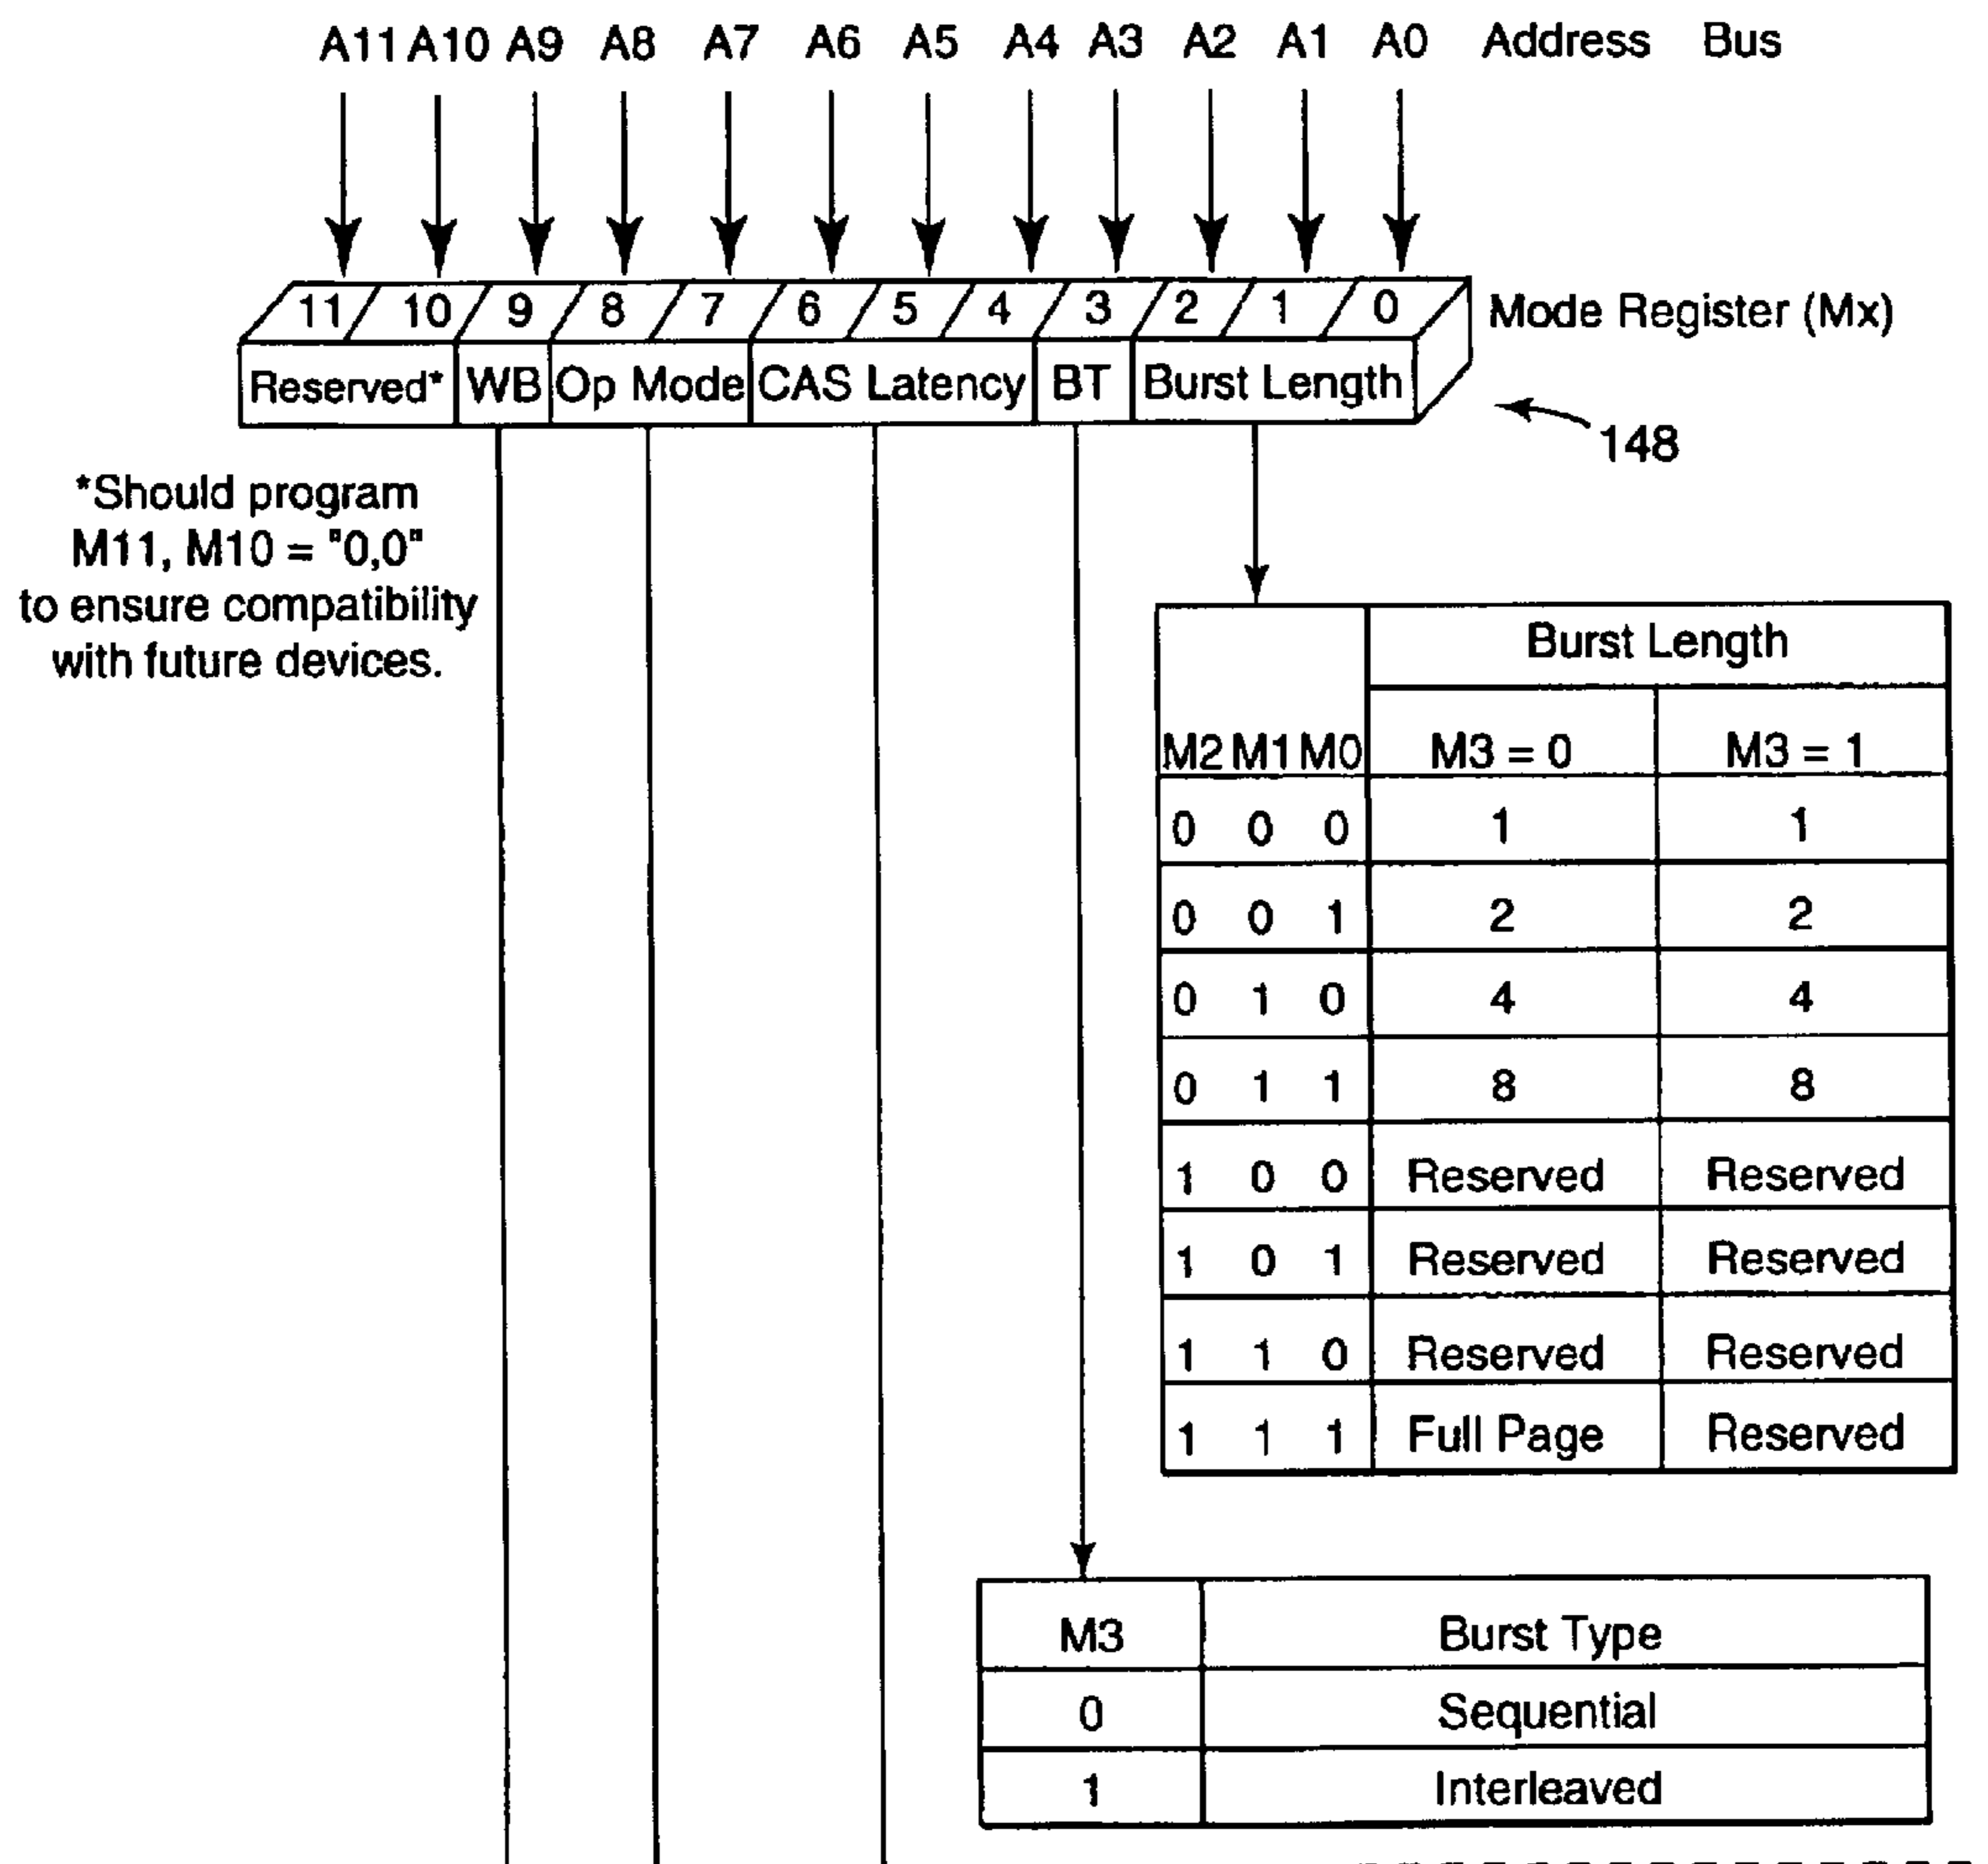 A11 A10 A9 A8 A7 A6 A5 A4 A3 A2 A1 A0 Address Bus
11 10 9 8 7 6 5 4 3 2 1 0 Mode Register (Mx)
Reserved* WB Op Mode CAS Latency BT Burst Length
148
*Should program
M11, M10 = "0,0"
to ensure compatibility
with future devices.
Burst Length
M2 M1 M0 M3 = 0 M3 = 1
0 0 0 1 1
0 0 1 2 2
0 1 0 4 4
0 1 1 8 8
1 0 0 Reserved Reserved
1 0 1 Reserved Reserved
1 1 0 Reserved Reserved
1 1 1 Full Page Reserved
M3 Burst Type
0 Sequential
1 Interleaved